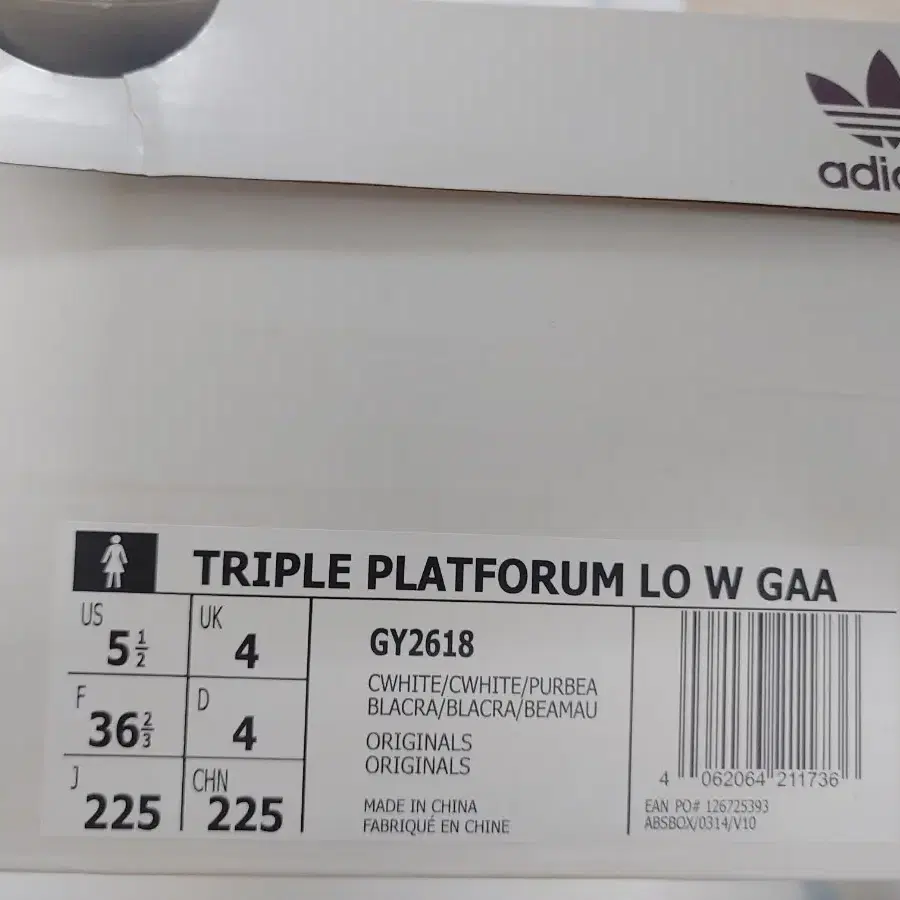 adidas
TRIPLE PLATFORUM LO W GAA
US 5 1/2
UK 4
F 36 2/3
D 4
J 225
CHN 225
GY2618
CWHITE/CWHITE/PURBEA
BLACRA/BLACRA/BEAMAU
ORIGINALS
ORIGINALS
MADE IN CHINA
FABRIQUÉ EN CHINE
4 062064 211736
EAN PO# 126725393
ABSBOX/0314/V10